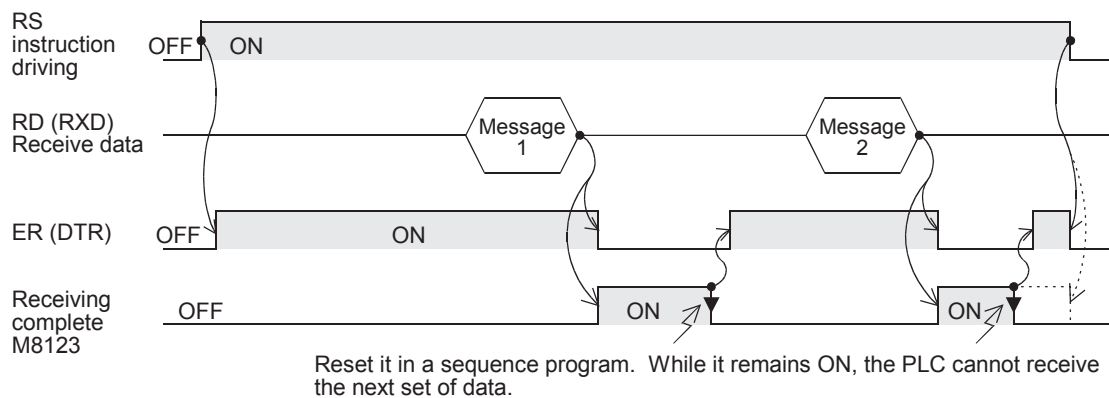 RS
instruction
driving
OFF
ON
RD (RXD)
Receive data
Message
1
Message
2
ER (DTR)
OFF
ON
Receiving
complete
M8123
OFF
ON
ON
Reset it in a sequence program. While it remains ON, the PLC cannot receive
the next set of data.